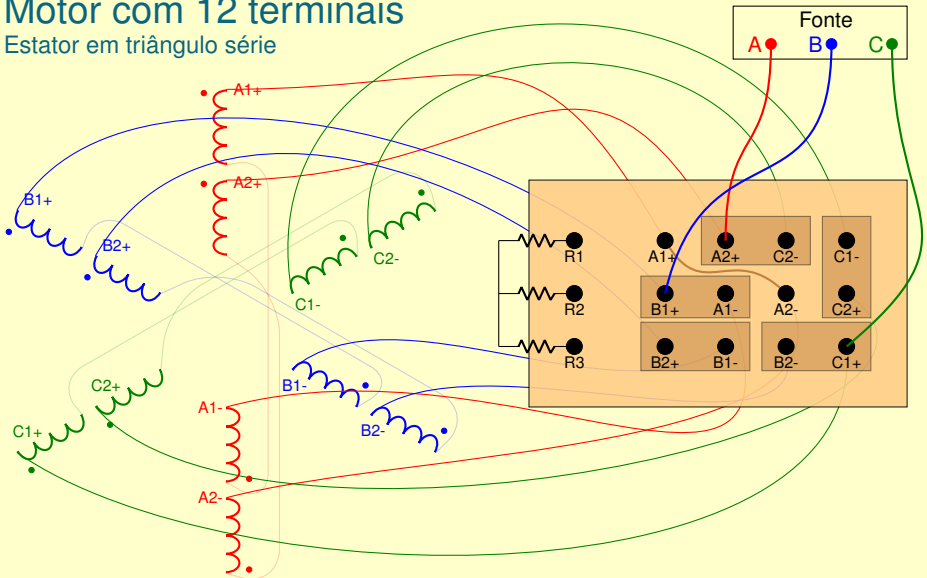 Motor com 12 terminais
Estator em triângulo série
Fonte
A B C
A1+
A2+
B1+
B2+
C2-
C1-
R1 A1+ A2+ C2- C1-
R2 B1+ A1- A2- C2+
R3 B2+ B1- B2- C1+
B1-
C2+
A1-
B2-
C1+
A2-